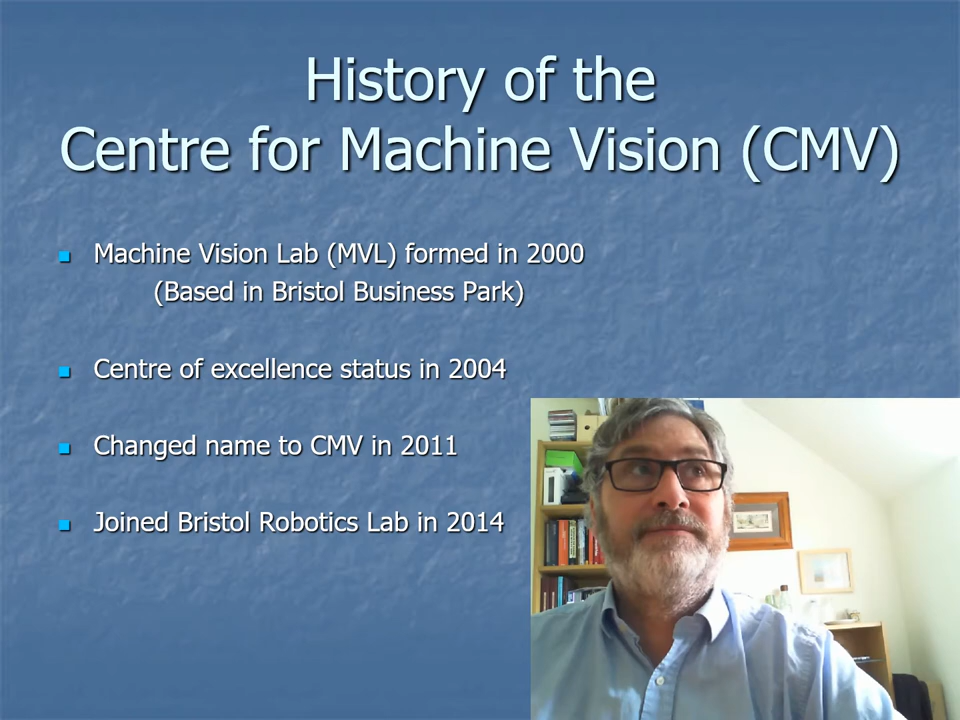 History of the
Centre for Machine Vision (CMV)
Machine Vision Lab (MVL) formed in 2000
(Based in Bristol Business Park)
Centre of excellence status in 2004
Changed name to CMV in 2011
Joined Bristol Robotics Lab in 2014